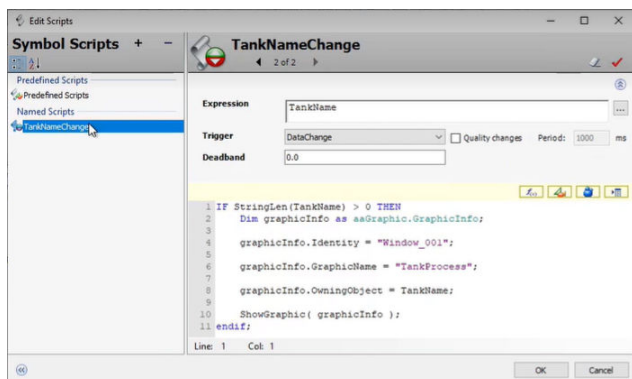 Edit Scripts
Symbol Scripts + -
Predefined Scripts
Predefined Scripts
Named Scripts
TankNameChange
TankNameChange
2 of 2
Expression
TankName
...
Trigger
DataChange
Quality changes
Period:
1000
ms
Deadband
0.0
1 IF StringLen(TankName) > 0 THEN
2 Dim graphicInfo as aaGraphic.GraphicInfo;
3
4 graphicInfo.Identity = "Window_001";
5
6 graphicInfo.GraphicName = "TankProcess";
7
8 graphicInfo.OwningObject = TankName;
9
10 ShowGraphic( graphicInfo );
11 endif;
Line: 1 Col: 1
OK
Cancel